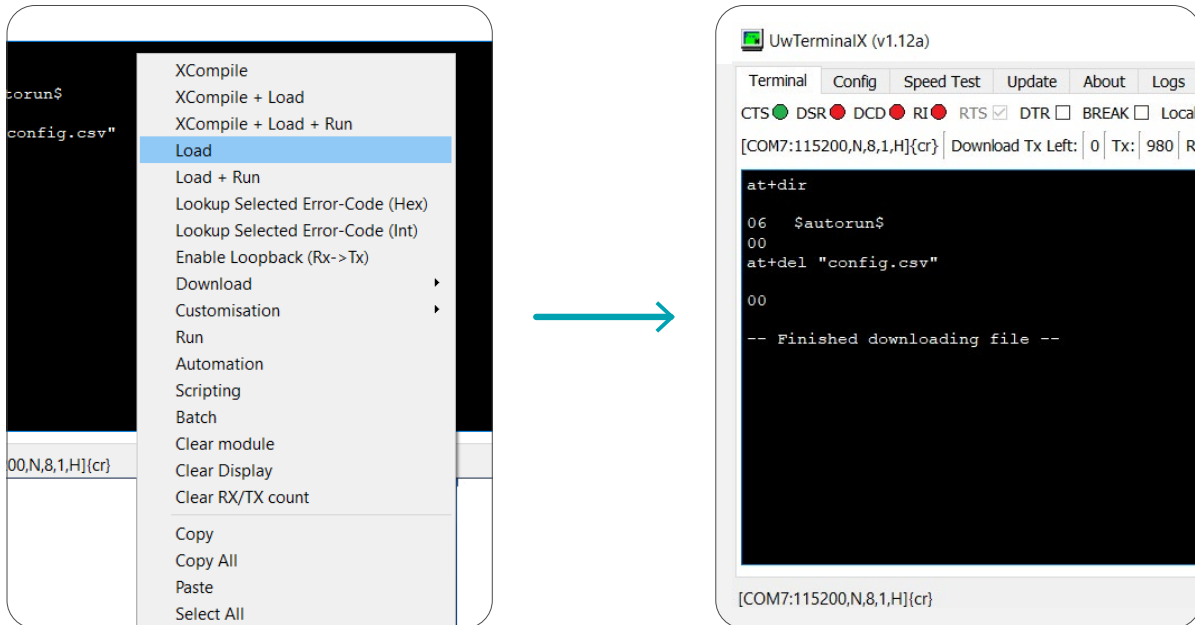 torun$
config.csv"
00,N,8,1,H]{cr}
XCompile
XCompile + Load
XCompile + Load + Run
Load
Load + Run
Lookup Selected Error-Code (Hex)
Lookup Selected Error-Code (Int)
Enable Loopback (Rx->Tx)
Download
Customisation
Run
Automation
Scripting
Batch
Clear module
Clear Display
Clear RX/TX count
Copy
Copy All
Paste
Select All
UwTerminalX (v1.12a)
Terminal Config Speed Test Update About Logs
CTS DSR DCD RI RTS DTR BREAK Local
[COM7:115200,N,8,1,H]{cr} Download Tx Left: 0 Tx: 980 R
at+dir
06 $autorun$
00
at+del "config.csv"
00
-- Finished downloading file --
[COM7:115200,N,8,1,H]{cr}